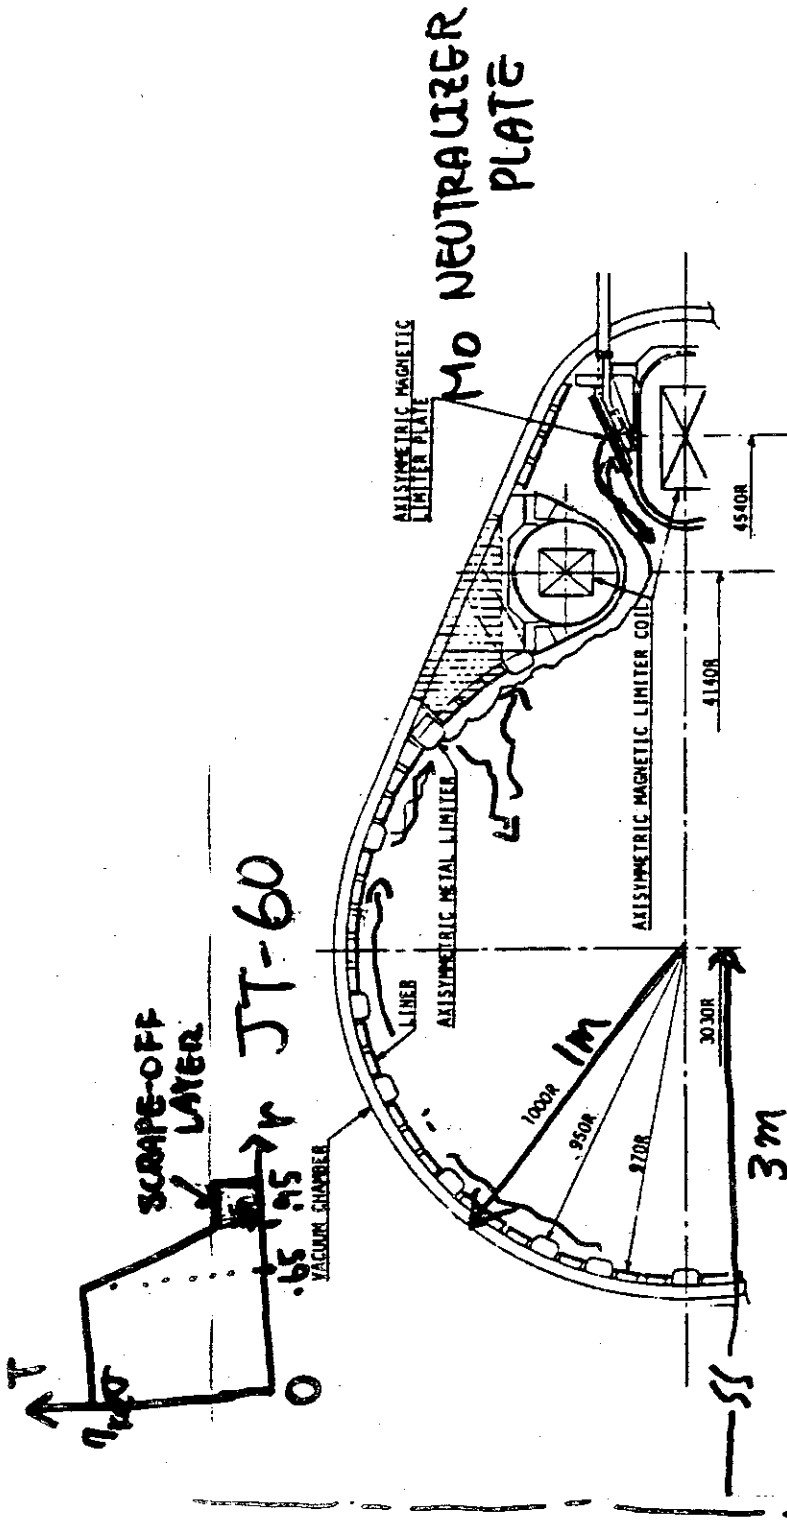 T
SCRAPE-OFF
LAYER
r
0
.65
.95
JT-60
VACUUM CHAMBER
LINER
AXISYMMETRIC METAL LIMITER
AXISYMMETRIC MAGNETIC
LIMITER PLATE
MO NEUTRALIZER
PLATE
AXISYMMETRIC MAGNETIC LIMITER COIL
1000R
1m
950R
970R
3030R
4140R
4540R
3m